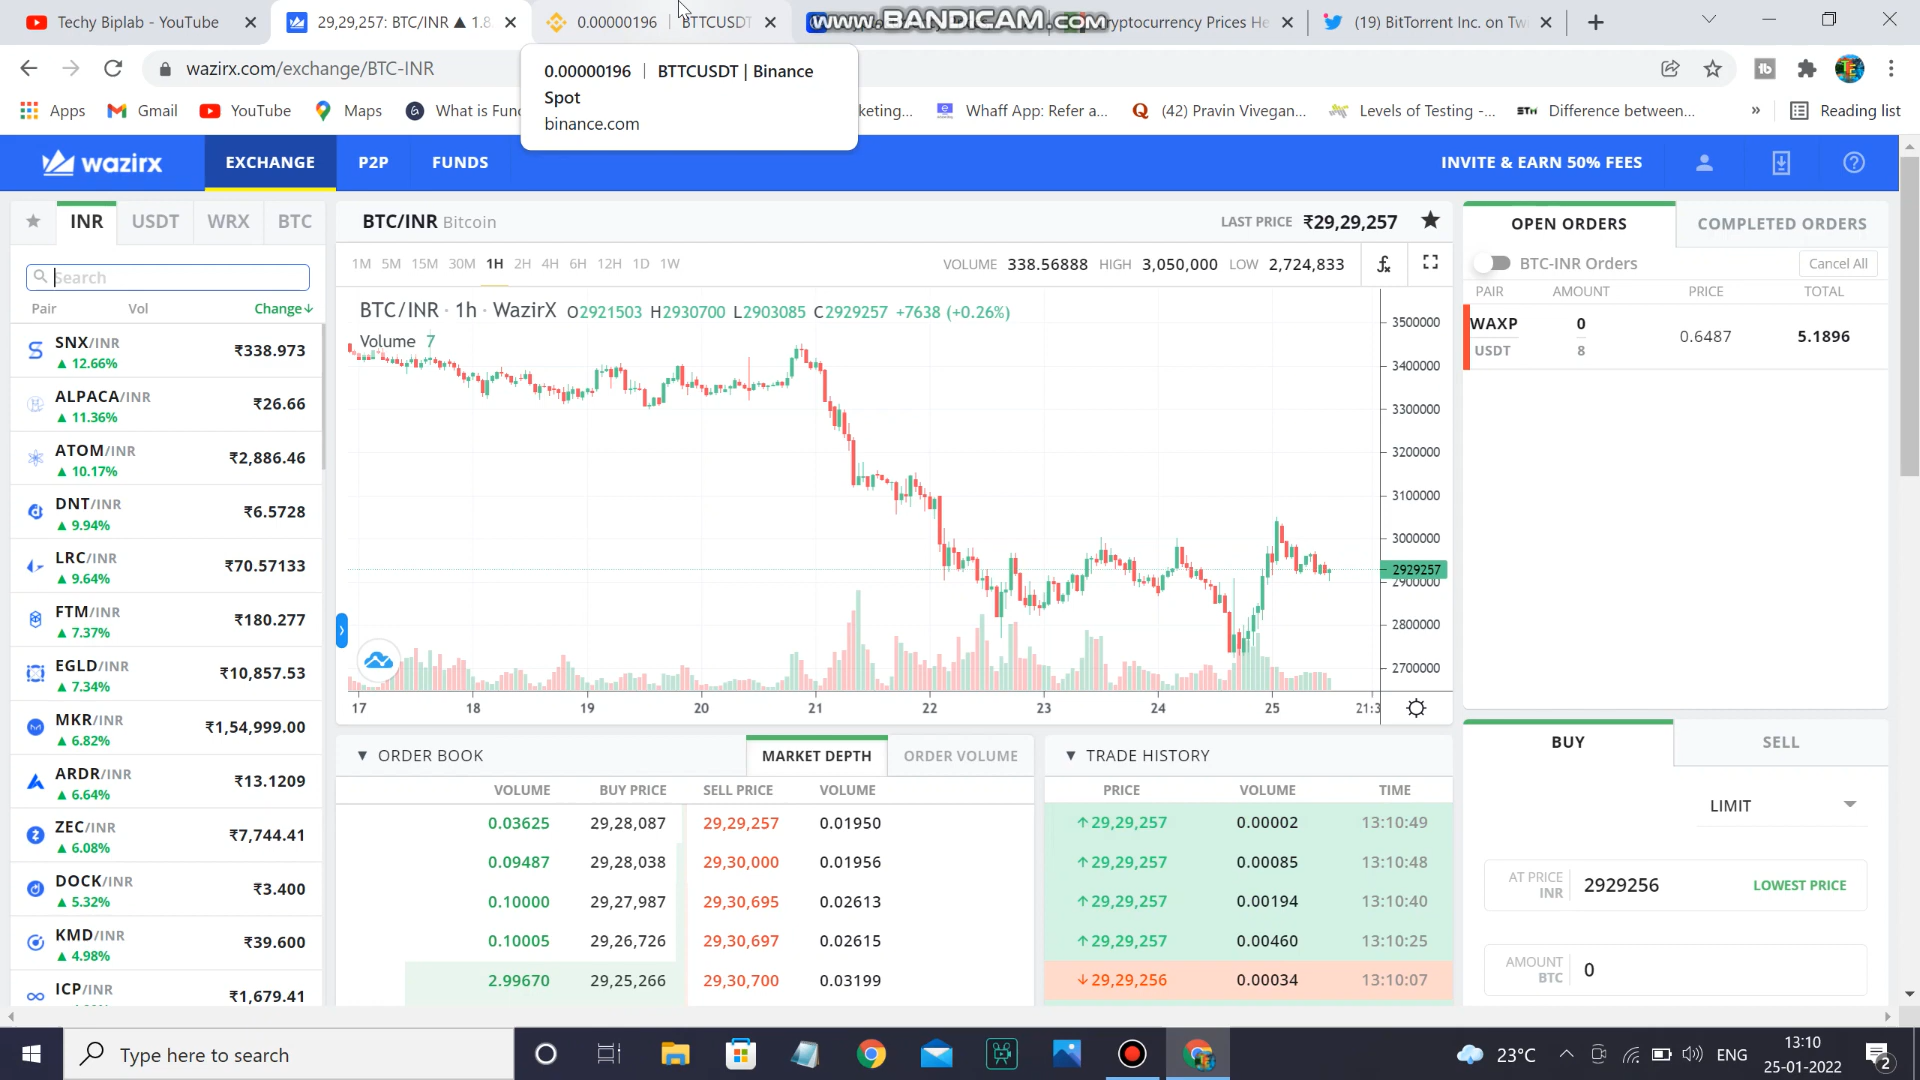 Techy Biplab - YouTube
29,29,257: BTC/INR ▲ 1.8
0.00000196 | BTTCUSDT
www.BANDICAM.com
ryptocurrency Prices He
(19) BitTorrent Inc. on Tw
wazirx.com/exchange/BTC-INR
0.00000196 | BTTCUSDT | Binance
Spot
binance.com
Apps
Gmail
YouTube
Maps
What is Fun
keting...
Whaff App: Refer a...
(42) Pravin Vivegan...
Levels of Testing -...
Difference between...
»
Reading list
wazirx
EXCHANGE
P2P
FUNDS
INVITE & EARN 50% FEES
INR
USDT
WRX
BTC
Search
Pair Vol Change↓
SNX/INR ₹338.973
▲ 12.66%
ALPACA/INR ₹26.66
▲ 11.36%
ATOM/INR ₹2,886.46
▲ 10.17%
DNT/INR ₹6.5728
▲ 9.94%
LRC/INR ₹70.57133
▲ 9.64%
FTM/INR ₹180.277
▲ 7.37%
EGLD/INR ₹10,857.53
▲ 7.34%
MKR/INR ₹1,54,999.00
▲ 6.82%
ARDR/INR ₹13.1209
▲ 6.64%
ZEC/INR ₹7,744.41
▲ 6.08%
DOCK/INR ₹3.400
▲ 5.32%
KMD/INR ₹39.600
▲ 4.98%
ICP/INR ₹1,679.41
BTC/INR Bitcoin
LAST PRICE ₹29,29,257
1M 5M 15M 30M 1H 2H 4H 6H 12H 1D 1W
VOLUME 338.56888 HIGH 3,050,000 LOW 2,724,833
BTC/INR · 1h · WazirX O2921503 H2930700 L2903085 C2929257 +7638 (+0.26%)
Volume 7
3500000
3400000
3300000
3200000
3100000
3000000
2929257
2900000
2800000
2700000
17 18 19 20 21 22 23 24 25 21:3
▼ ORDER BOOK
MARKET DEPTH
ORDER VOLUME
VOLUME BUY PRICE SELL PRICE VOLUME
0.03625 29,28,087 29,29,257 0.01950
0.09487 29,28,038 29,30,000 0.01956
0.10000 29,27,987 29,30,695 0.02613
0.10005 29,26,726 29,30,697 0.02615
2.99670 29,25,266 29,30,700 0.03199
▼ TRADE HISTORY
PRICE VOLUME TIME
↑29,29,257 0.00002 13:10:49
↑29,29,257 0.00085 13:10:48
↑29,29,257 0.00194 13:10:40
↑29,29,257 0.00460 13:10:25
↓29,29,256 0.00034 13:10:07
OPEN ORDERS
COMPLETED ORDERS
BTC-INR Orders
Cancel All
PAIR AMOUNT PRICE TOTAL
WAXP 0 0.6487 5.1896
USDT 8
BUY
SELL
LIMIT
AT PRICE
INR
2929256
LOWEST PRICE
AMOUNT
BTC
0
Type here to search
23°C
ENG
13:10
25-01-2022
2